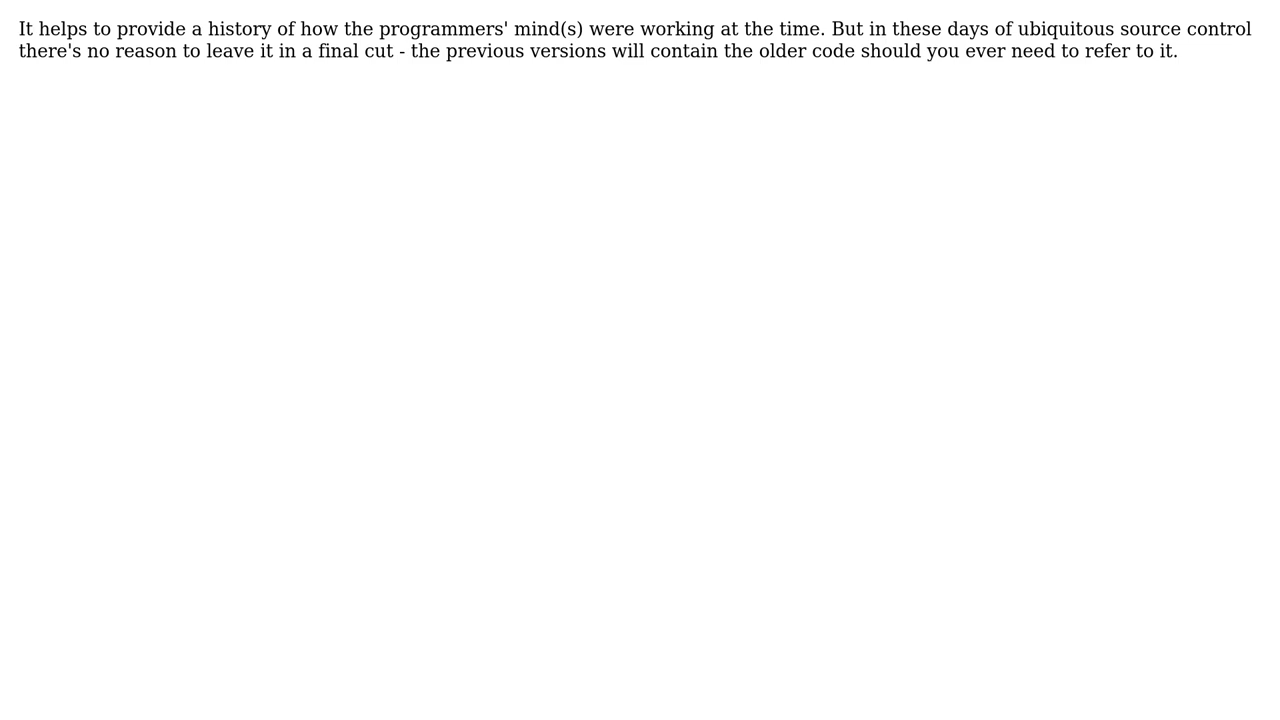 It helps to provide a history of how the programmers' mind(s) were working at the time. But in these days of ubiquitous source control
there's no reason to leave it in a final cut - the previous versions will contain the older code should you ever need to refer to it.